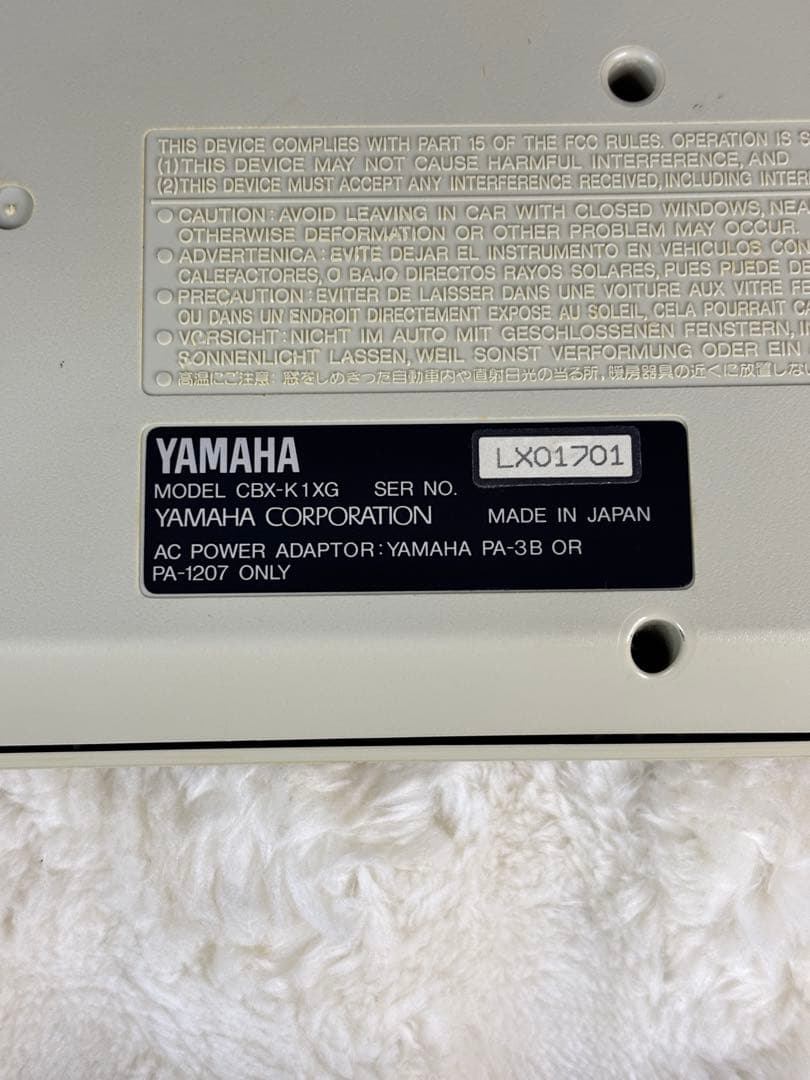 THIS DEVICE COMPLIES WITH PART 15 OF THE FCC RULES. OPERATION IS S
(1)THIS DEVICE MAY NOT CAUSE HARMFUL INTERFERENCE, AND
(2)THIS DEVICE MUST ACCEPT ANY INTERFERENCE RECEIVED, INCLUDING INTER
○ CAUTION : AVOID LEAVING IN CAR WITH CLOSED WINDOWS, NEA
OTHERWISE DEFORMATION OR OTHER PROBLEM MAY OCCUR.
○ ADVERTENICA : EVITE DEJAR EL INSTRUMENTO EN VEHICULOS CON
CALEFACTORES, O BAJO DIRECTOS RAYOS SOLARES, PUES PUEDE DE
○ PRECAUTION : EVITER DE LAISSER DANS UNE VOITURE AUX VITRE FE
OU DANS UN ENDROIT DIRECTEMENT EXPOSE AU SOLEIL, CELA POURRAIT CA
○ VORSICHT : NICHT IM AUTO MIT GESCHLOSSENEN FENSTERN, I
SONNENLICHT LASSEN, WEIL SONST VERFORMUNG ODER EIN
○ 高温にご注意 : 窓をしめきった自動車内や直射日光の当る所, 暖房器具の近くに放置しな
YAMAHA
MODEL CBX-K1XG SER NO. LX01701
YAMAHA CORPORATION MADE IN JAPAN
AC POWER ADAPTOR : YAMAHA PA-3B OR
PA-1207 ONLY